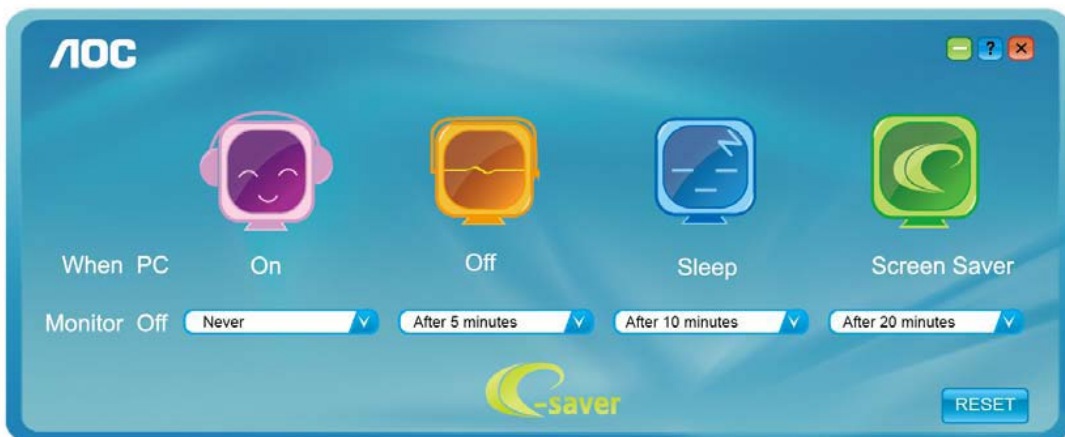 AOC
?
When PC On Off Sleep Screen Saver
Monitor Off Never After 5 minutes After 10 minutes After 20 minutes
e-saver
RESET